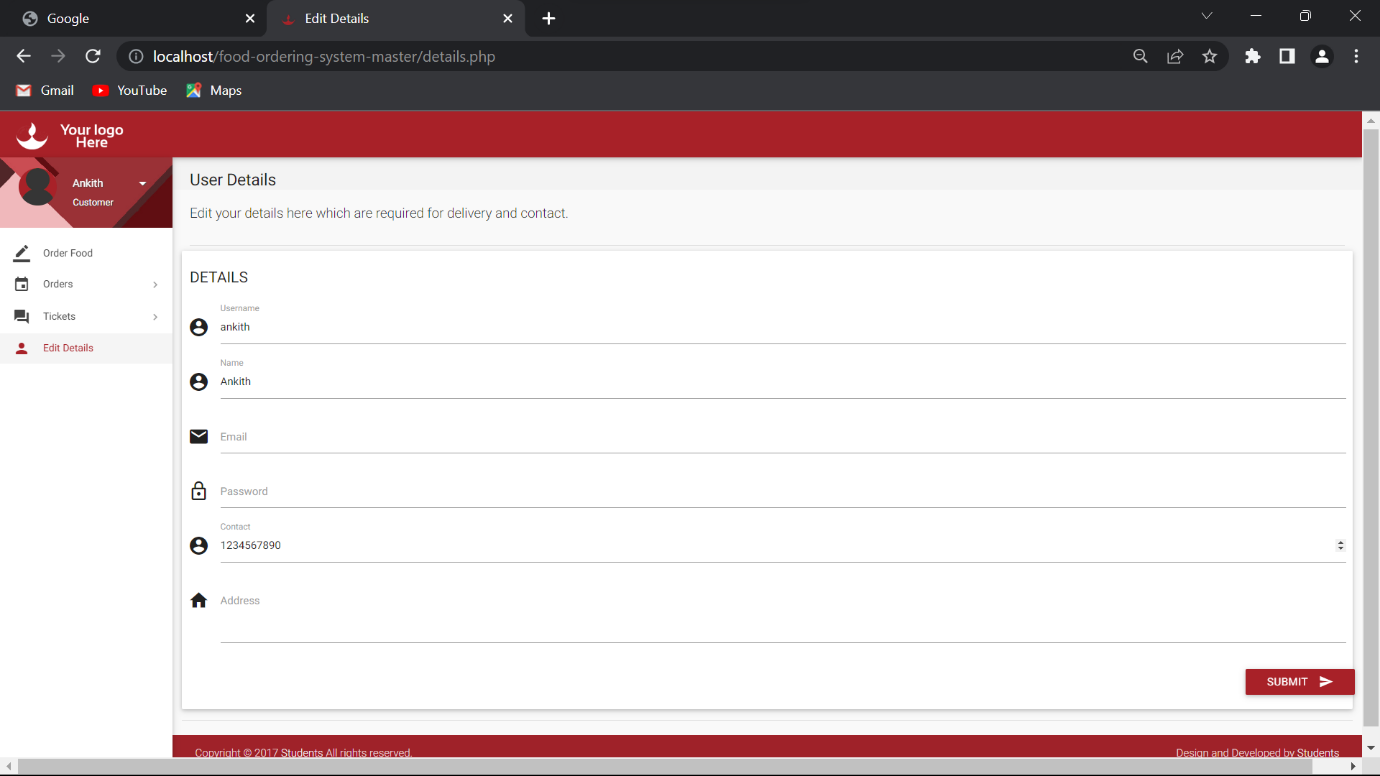 Google
Edit Details
localhost/food-ordering-system-master/details.php
Gmail
YouTube
Maps
Your logo
Here
Ankith
Customer
Order Food
Orders
Tickets
Edit Details
User Details
Edit your details here which are required for delivery and contact.
DETAILS
Username
ankith
Name
Ankith
Email
Password
Contact
1234567890
Address
SUBMIT
Copyright © 2017 Students All rights reserved.
Design and Developed by Students